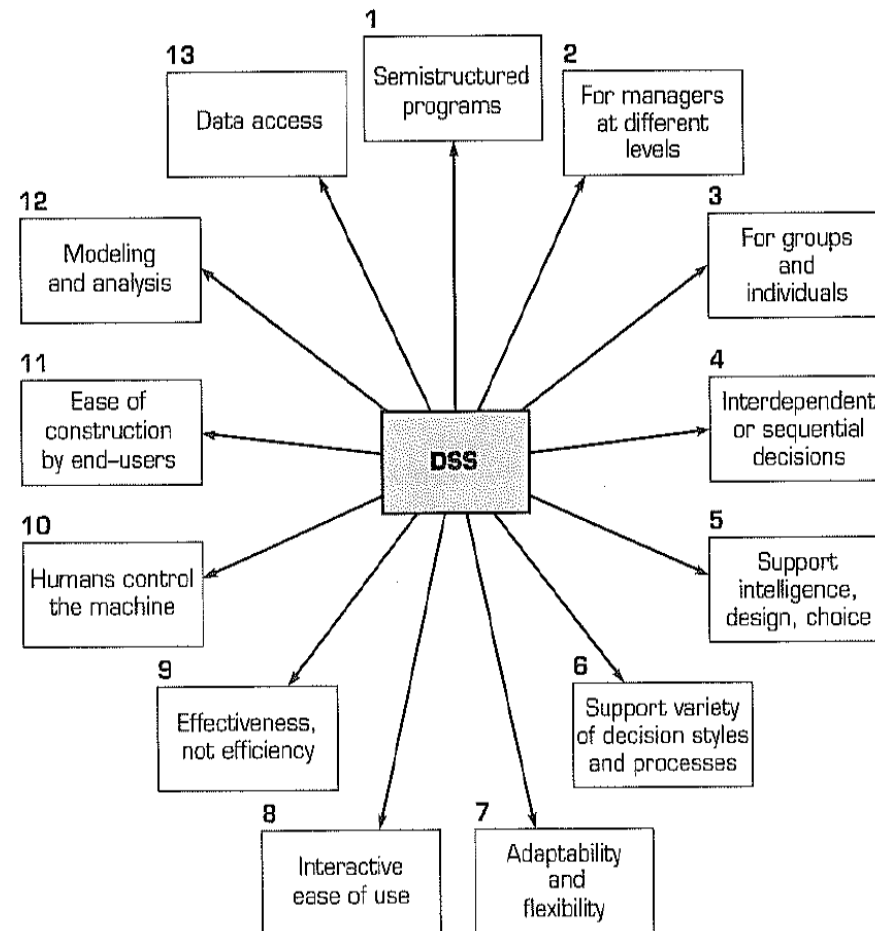 1
Semistructured
programs
2
For managers
at different
levels
3
For groups
and
individuals
4
Interdependent
or sequential
decisions
5
Support
intelligence,
design, choice
6
Support variety
of decision styles
and processes
7
Adaptability
and
flexibility
8
Interactive
ease of use
9
Effectiveness,
not efficiency
10
Humans control
the machine
11
Ease of
construction
by end-users
12
Modeling
and analysis
13
Data access
DSS